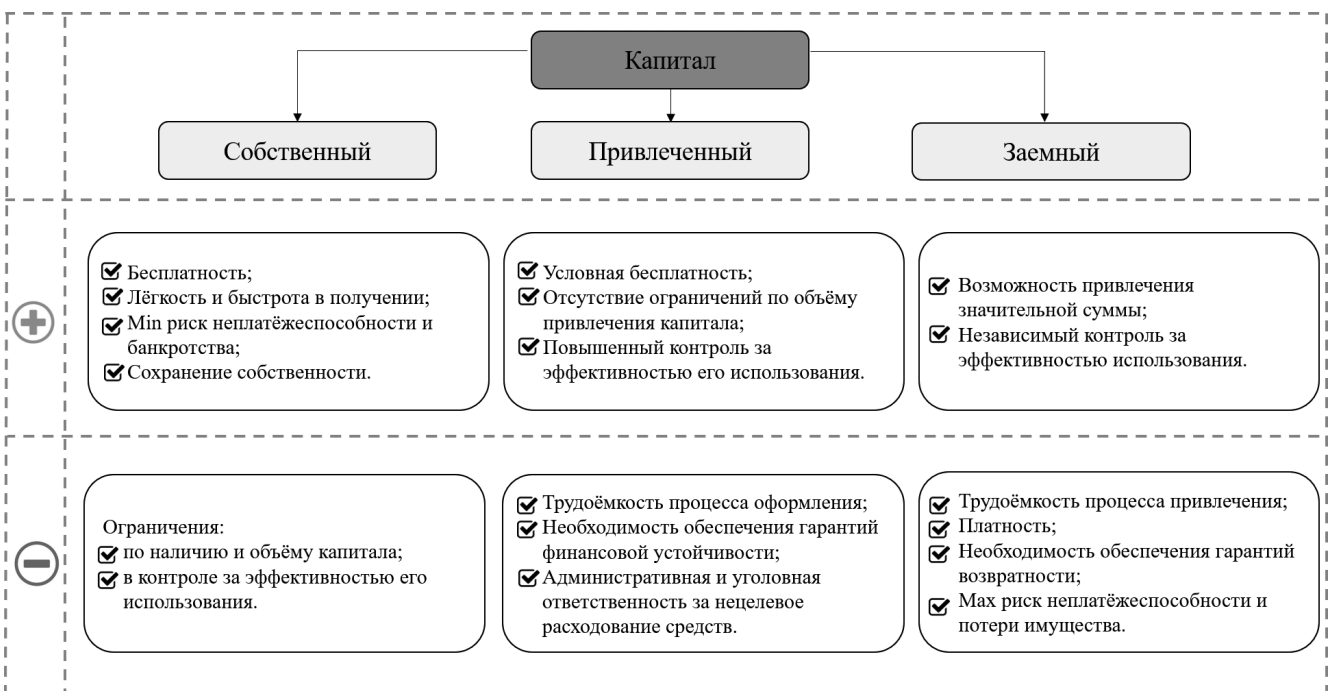 Капитал
Собственный
Привлеченный
Заемный
Бесплатность;
Лёгкость и быстрота в получении;
Min риск неплатёжеспособности и
банкротства;
Сохранение собственности.
Условная бесплатность;
Отсутствие ограничений по объёму
привлечения капитала;
Повышенный контроль за
эффективностью его использования.
Возможность привлечения
значительной суммы;
Независимый контроль за
эффективностью использования.
Ограничения:
по наличию и объёму капитала;
в контроле за эффективностью его
использования.
Трудоёмкость процесса оформления;
Необходимость обеспечения гарантий
финансовой устойчивости;
Административная и уголовная
ответственность за нецелевое
расходование средств.
Трудоёмкость процесса привлечения;
Платность;
Необходимость обеспечения гарантий
возвратности;
Max риск неплатёжеспособности и
потери имущества.